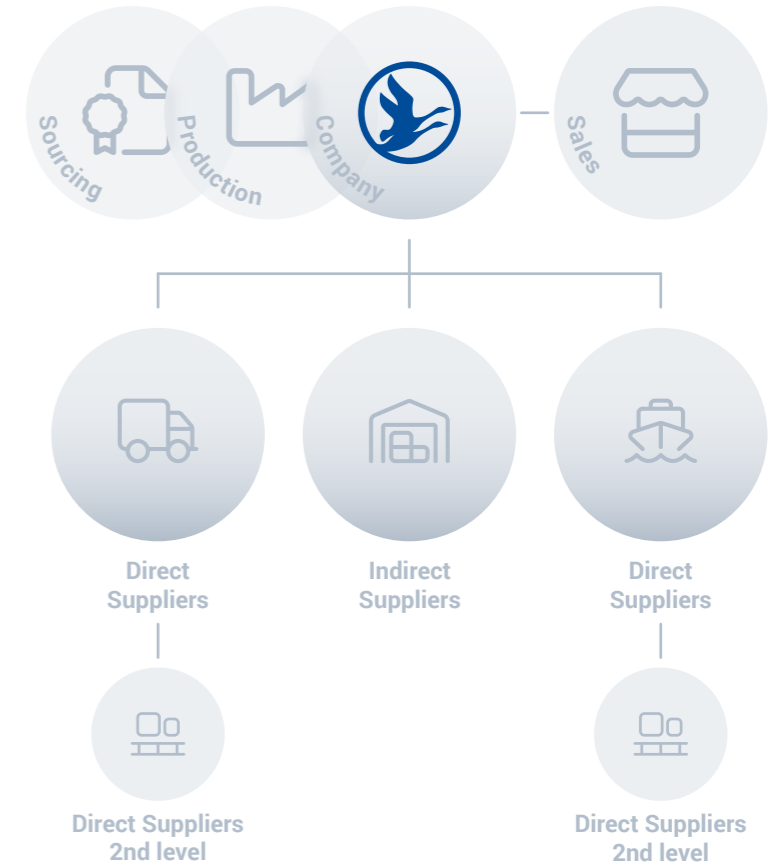 Sourcing
Production
Company
Sales
Direct
Suppliers
Indirect
Suppliers
Direct
Suppliers
Direct Suppliers
2nd level
Direct Suppliers
2nd level